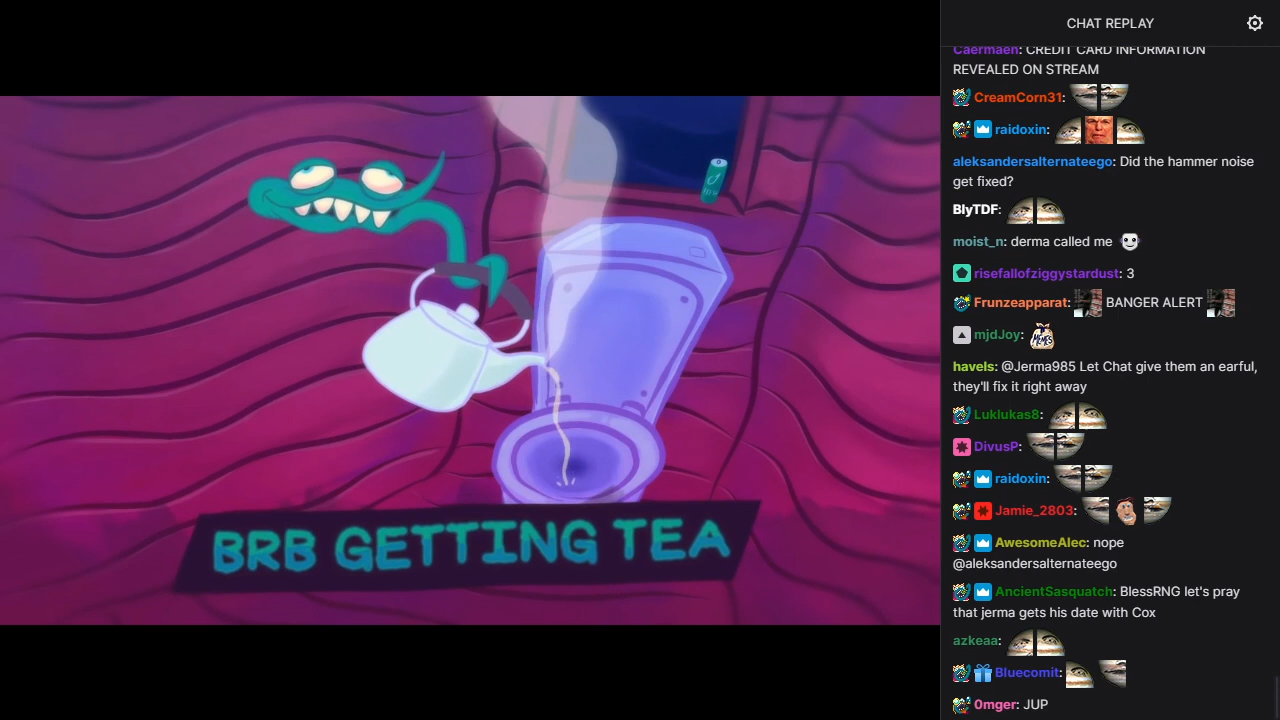 CHAT REPLAY
Caermaen: CREDIT CARD INFORMATION
REVEALED ON STREAM
CreamCorn31:
raidoxin:
aleksandersalternateego: Did the hammer noise
get fixed?
BlyTDF:
moist_n: derma called me
risefallofziggystardust: 3
Frunzeapparat: BANGER ALERT
mjdJoy:
havels: @Jerma985 Let Chat give them an earful,
they'll fix it right away
Luklukas8:
DivusP:
raidoxin:
Jamie_2803:
AwesomeAlec: nope
@aleksandersalternateego
AncientSasquatch: BlessRNG let's pray
that jerma gets his date with Cox
azkeaa:
Bluecomit:
0mger: JUP
BRB GETTING TEA